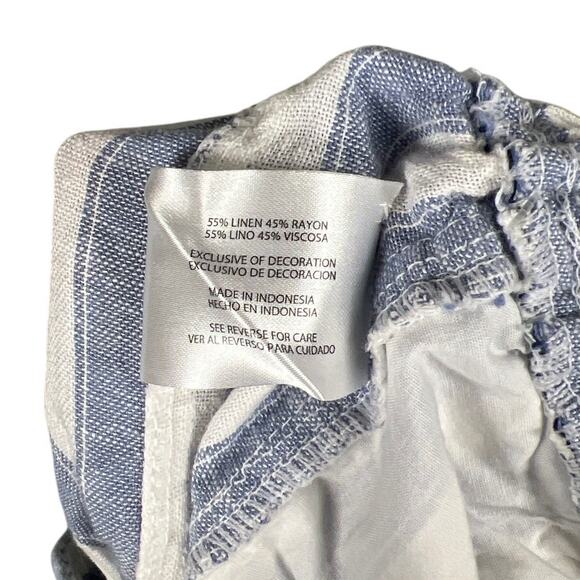 55% LINEN 45% RAYON
55% LINO 45% VISCOSA
EXCLUSIVE OF DECORATION
EXCLUSIVO DE DECORACION
MADE IN INDONESIA
HECHO EN INDONESIA
SEE REVERSE FOR CARE
VER AL REVERSO PARA CUIDADO